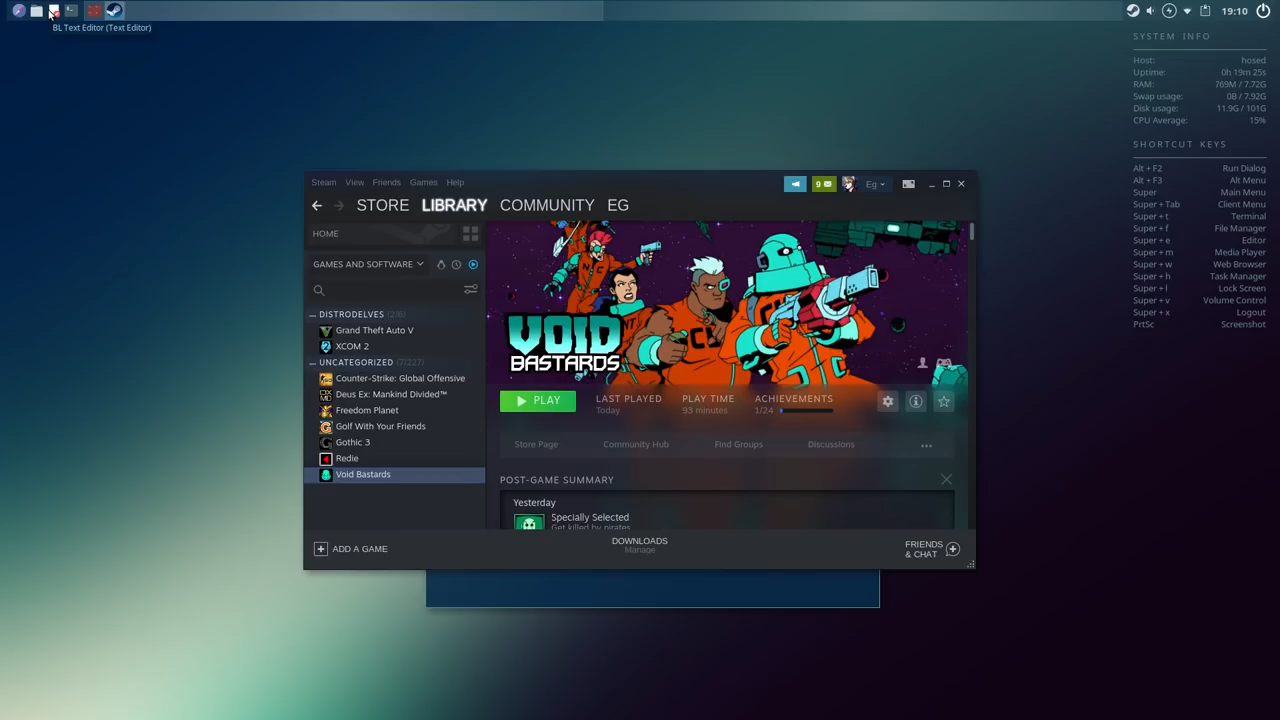 19:10
BL Text Editor (Text Editor)
SYSTEM INFO
Host: hosed
Uptime: 0h 19m 25s
RAM: 769M / 7.72G
Swap usage: 0B / 7.92G
Disk usage: 11.9G / 101G
CPU Average: 15%
SHORTCUT KEYS
Alt + F2 Run Dialog
Alt + F3 Alt Menu
Super Main Menu
Super + Tab Client Menu
Super + t Terminal
Super + f File Manager
Super + e Editor
Super + m Media Player
Super + w Web Browser
Super + h Task Manager
Super + l Lock Screen
Super + v Volume Control
Super + x Logout
PrtSc Screenshot
Steam View Friends Games Help
9 Eg
STORE LIBRARY COMMUNITY EG
HOME
GAMES AND SOFTWARE
— DISTRODELVES (2/6)
Grand Theft Auto V
XCOM 2
— UNCATEGORIZED (7/227)
Counter-Strike: Global Offensive
Deus Ex: Mankind Divided™
Freedom Planet
Golf With Your Friends
Gothic 3
Redie
Void Bastards
VOID
BASTARDS
PLAY
LAST PLAYED PLAY TIME ACHIEVEMENTS
Today 93 minutes 1/24
Store Page Community Hub Find Groups Discussions
POST-GAME SUMMARY
Yesterday
Specially Selected
Get killed by pirates
ADD A GAME
DOWNLOADS
Manage
FRIENDS
& CHAT